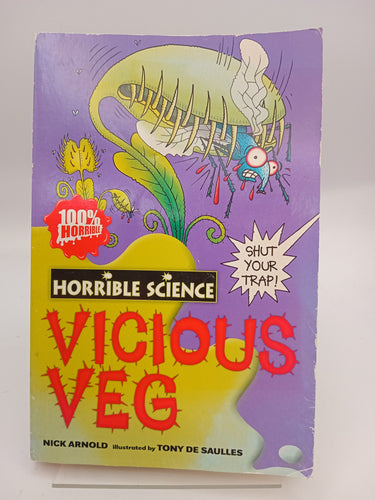 100%
HORRIBLE
SHUT
YOUR
TRAP!
HORRIBLE SCIENCE
VICIOUS
VEG
NICK ARNOLD illustrated by TONY DE SAULLES